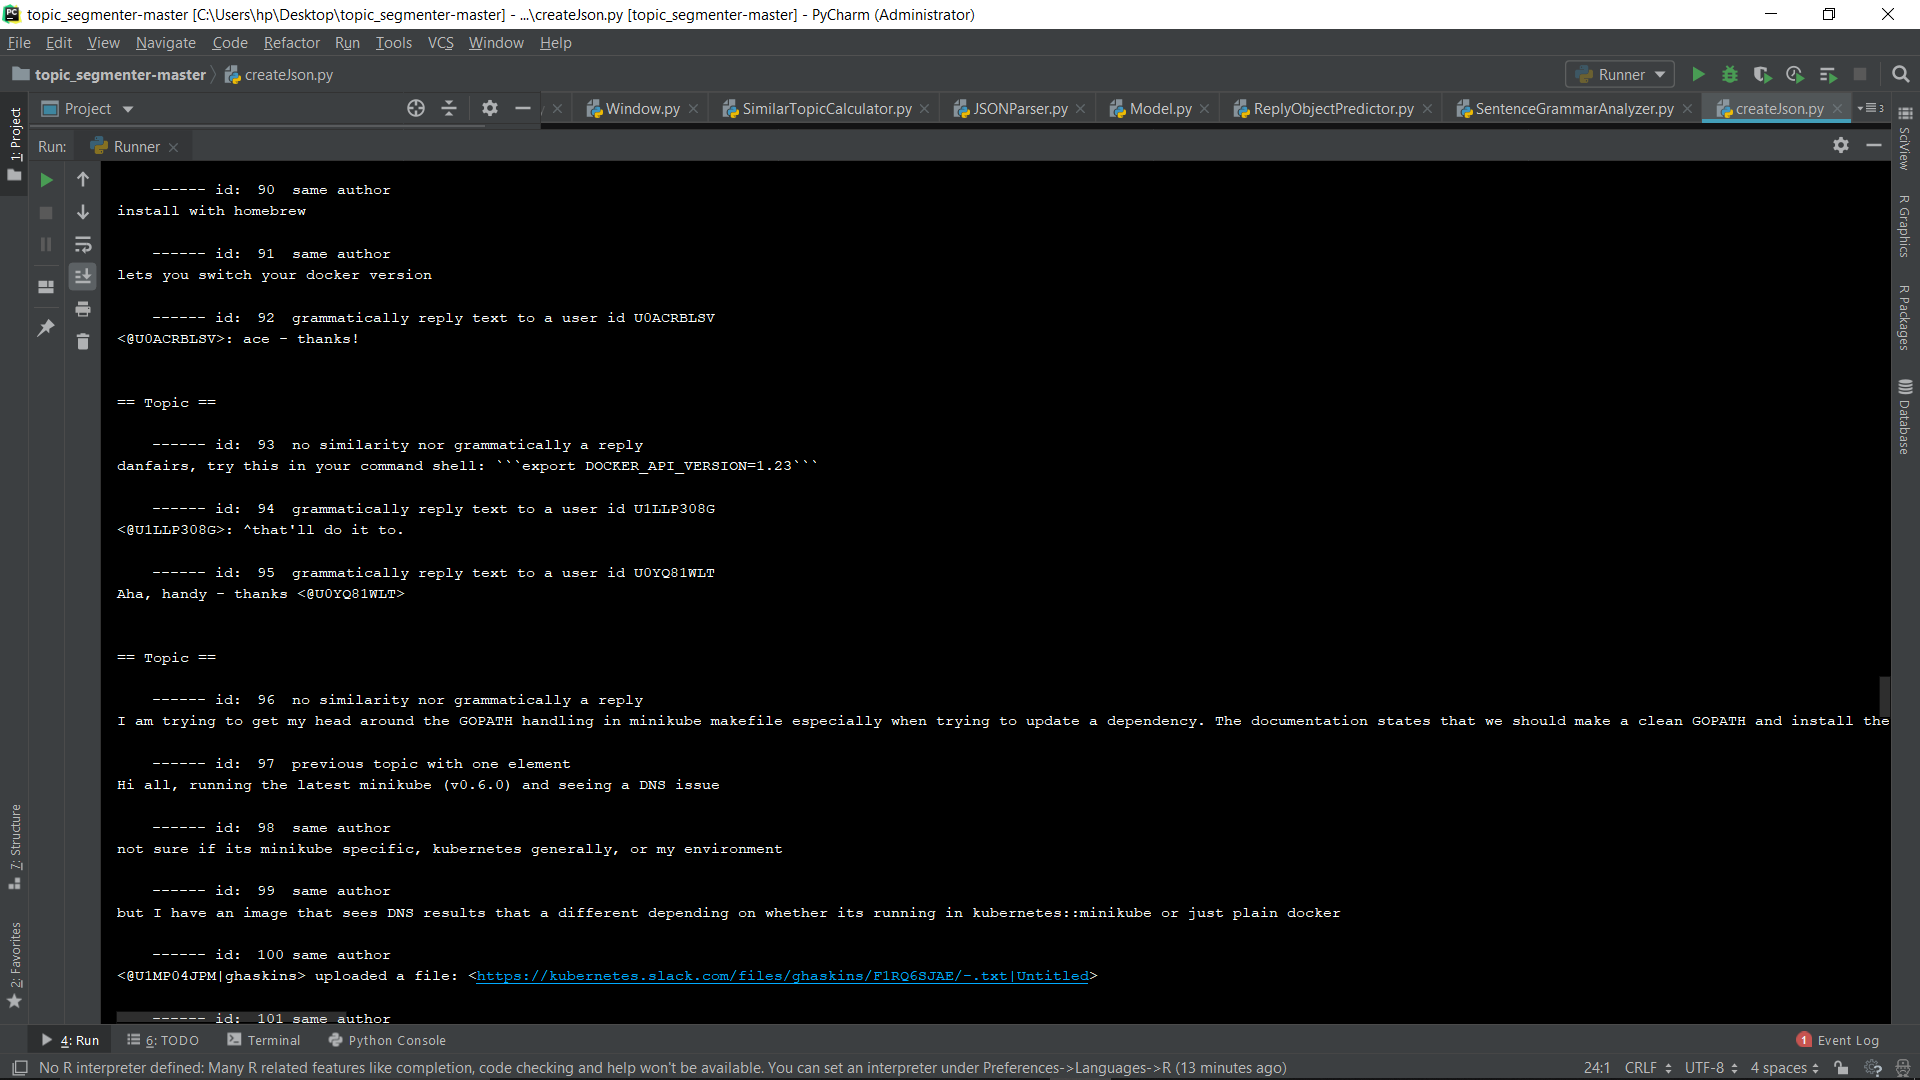 topic_segmenter-master [C:\Users\hp\Desktop\topic_segmenter-master] - ...\createJson.py [topic_segmenter-master] - PyCharm (Administrator)
File Edit View Navigate Code Refactor Run Tools VCS Window Help
topic_segmenter-master createJson.py Runner
Project Window.py SimilarTopicCalculator.py JSONParser.py Model.py ReplyObjectPredictor.py SentenceGrammarAnalyzer.py createJson.py 3
1: Project
Run: Runner
------ id:  90  same author
install with homebrew
------ id:  91  same author
lets you switch your docker version
------ id:  92  grammatically reply text to a user id U0ACRBLSV
<@U0ACRBLSV>: ace - thanks!
== Topic ==
------ id:  93  no similarity nor grammatically a reply
danfairs, try this in your command shell: ```export DOCKER_API_VERSION=1.23```
------ id:  94  grammatically reply text to a user id U1LLP308G
<@U1LLP308G>: ^that'll do it to.
------ id:  95  grammatically reply text to a user id U0YQ81WLT
Aha, handy - thanks <@U0YQ81WLT>
== Topic ==
------ id:  96  no similarity nor grammatically a reply
I am trying to get my head around the GOPATH handling in minikube makefile especially when trying to update a dependency. The documentation states that we should make a clean GOPATH and install the
------ id:  97  previous topic with one element
Hi all, running the latest minikube (v0.6.0) and seeing a DNS issue
------ id:  98  same author
not sure if its minikube specific, kubernetes generally, or my environment
------ id:  99  same author
but I have an image that sees DNS results that a different depending on whether its running in kubernetes::minikube or just plain docker
------ id:  100 same author
<@U1MP04JPM|ghaskins> uploaded a file: <https://kubernetes.slack.com/files/ghaskins/F1RQ6SJAE/-.txt|Untitled>
------ id:  101 same author
7: Structure
2: Favorites
SciView
R Graphics
R Packages
Database
4: Run 6: TODO Terminal Python Console 1 Event Log
No R interpreter defined: Many R related features like completion, code checking and help won't be available. You can set an interpreter under Preferences->Languages->R (13 minutes ago) 24:1 CRLF UTF-8 4 spaces